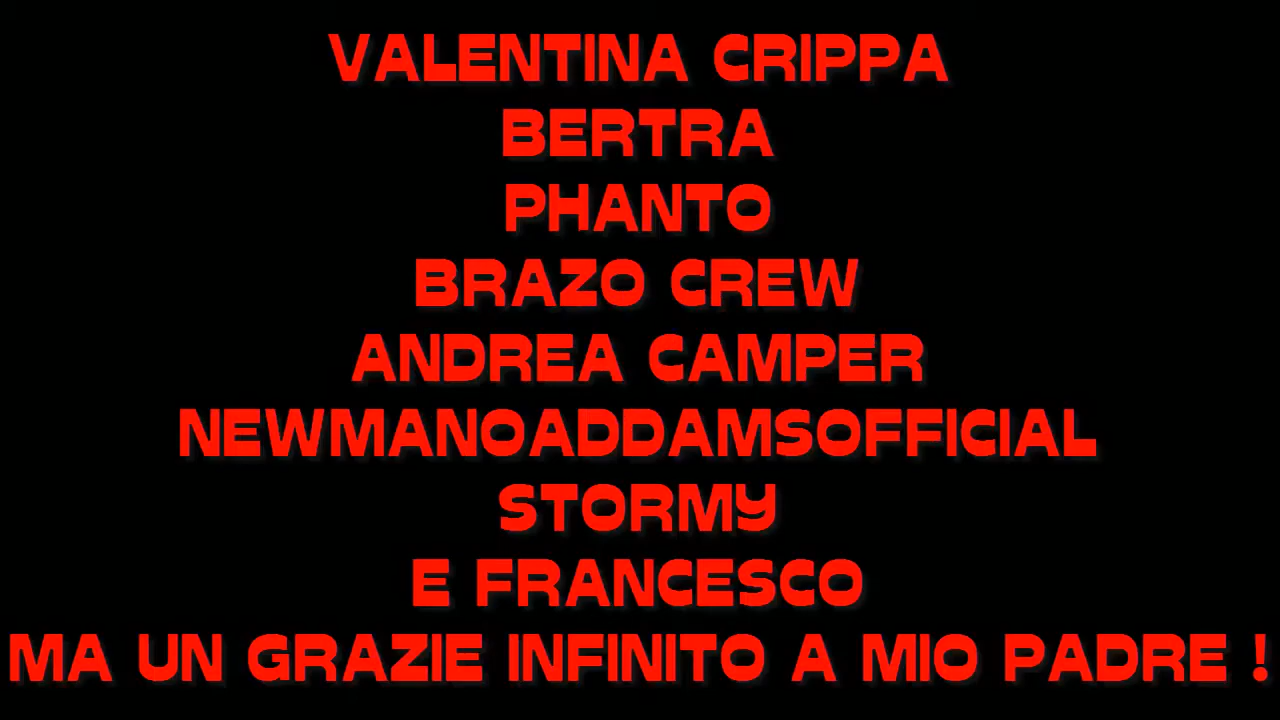 VALENTINA CRIPPA
BERTRA
PHANTO
BRAZO CREW
ANDREA CAMPER
NEWMANOADDAMSOFFICIAL
STORMY
E FRANCESCO
MA UN GRAZIE INFINITO A MIO PADRE !